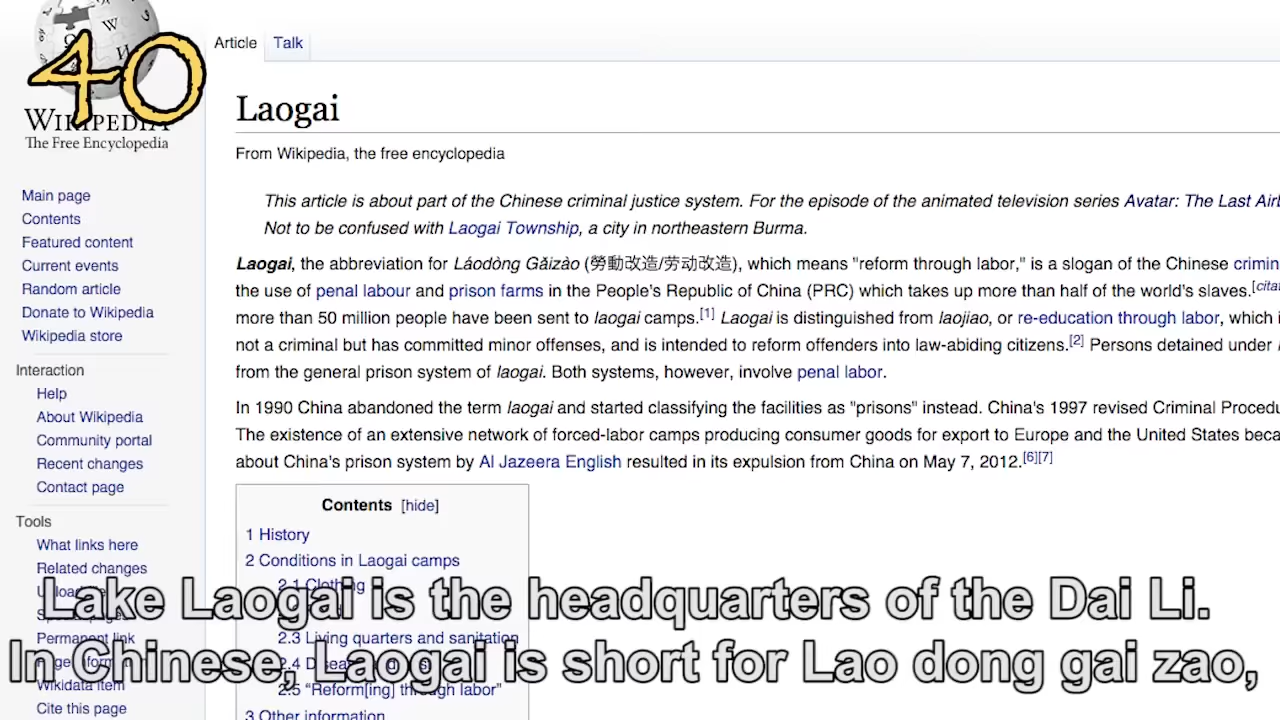 40
WIKIPEDIA
The Free Encyclopedia
Main page
Contents
Featured content
Current events
Random article
Donate to Wikipedia
Wikipedia store
Interaction
Help
About Wikipedia
Community portal
Recent changes
Contact page
Tools
What links here
Related changes
Permanent link
Wikidata item
Cite this page
Article Talk
Laogai
From Wikipedia, the free encyclopedia
This article is about part of the Chinese criminal justice system. For the episode of the animated television series Avatar: The Last
Not to be confused with Laogai Township, a city in northeastern Burma.
Laogai, the abbreviation for Láodòng Gǎizào (勞動改造/劳动改造), which means "reform through labor," is a slogan of the Chinese
the use of penal labour and prison farms in the People's Republic of China (PRC) which takes up more than half of the world's slaves.
more than 50 million people have been sent to laogai camps.[1] Laogai is distinguished from laojiao, or re-education through labor, which
not a criminal but has committed minor offenses, and is intended to reform offenders into law-abiding citizens.[2] Persons detained under
from the general prison system of laogai. Both systems, however, involve penal labor.
In 1990 China abandoned the term laogai and started classifying the facilities as "prisons" instead. China's 1997 revised Criminal
The existence of an extensive network of forced-labor camps producing consumer goods for export to Europe and the United States
about China's prison system by Al Jazeera English resulted in its expulsion from China on May 7, 2012.[6][7]
Contents [hide]
1 History
2 Conditions in Laogai camps
2.1 Clothing
2.3 Living quarters and sanitation
2.4
2.5 "Reform[ing] through labor"
3 Other information
Lake Laogai is the headquarters of the Dai Li.
In Chinese, Laogai is short for Lao dong gai zao,